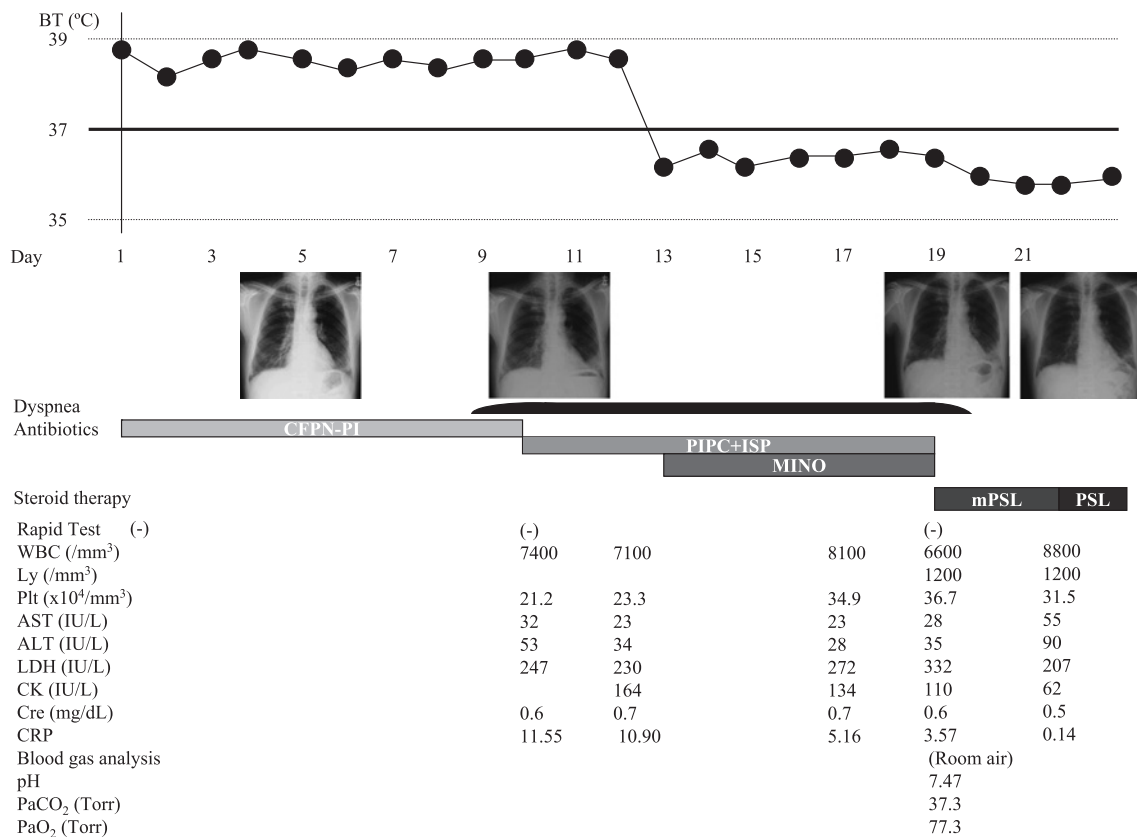 BT (ºC)
39
37
35
Day 1 3 5 7 9 11 13 15 17 19 21
Dyspnea
Antibiotics CFPN-PI
PIPC+ISP
MINO
Steroid therapy mPSL PSL
Rapid Test (-) (-) (-)
WBC (/mm³) 7400 7100 8100 6600 8800
Ly (/mm³) 1200 1200
Plt (x10⁴/mm³) 21.2 23.3 34.9 36.7 31.5
AST (IU/L) 32 23 23 28 55
ALT (IU/L) 53 34 28 35 90
LDH (IU/L) 247 230 272 332 207
CK (IU/L) 164 134 110 62
Cre (mg/dL) 0.6 0.7 0.7 0.6 0.5
CRP 11.55 10.90 5.16 3.57 0.14
Blood gas analysis (Room air)
pH 7.47
PaCO₂ (Torr) 37.3
PaO₂ (Torr) 77.3